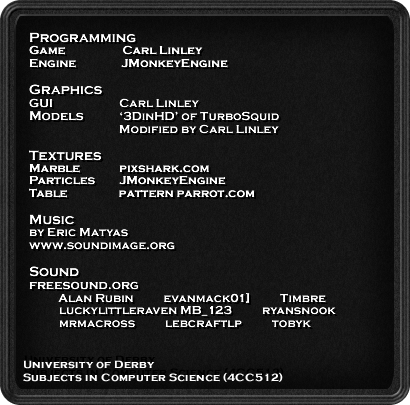 Programming
Game Carl Linley
Engine JMonkeyEngine
Graphics
GUI Carl Linley
Models '3DinHD' of TurboSquid
Modified by Carl Linley
Textures
Marble pixshark.com
Particles JMonkeyEngine
Table pattern parrot.com
Music
by Eric Matyas
www.soundimage.org
Sound
freesound.org
Alan Rubin evanmack01] Timbre
luckylittleraven MB_123 ryansnook
mrmacross lebcraftlp tobyk
University of Derby
Subjects in Computer Science (4CC512)